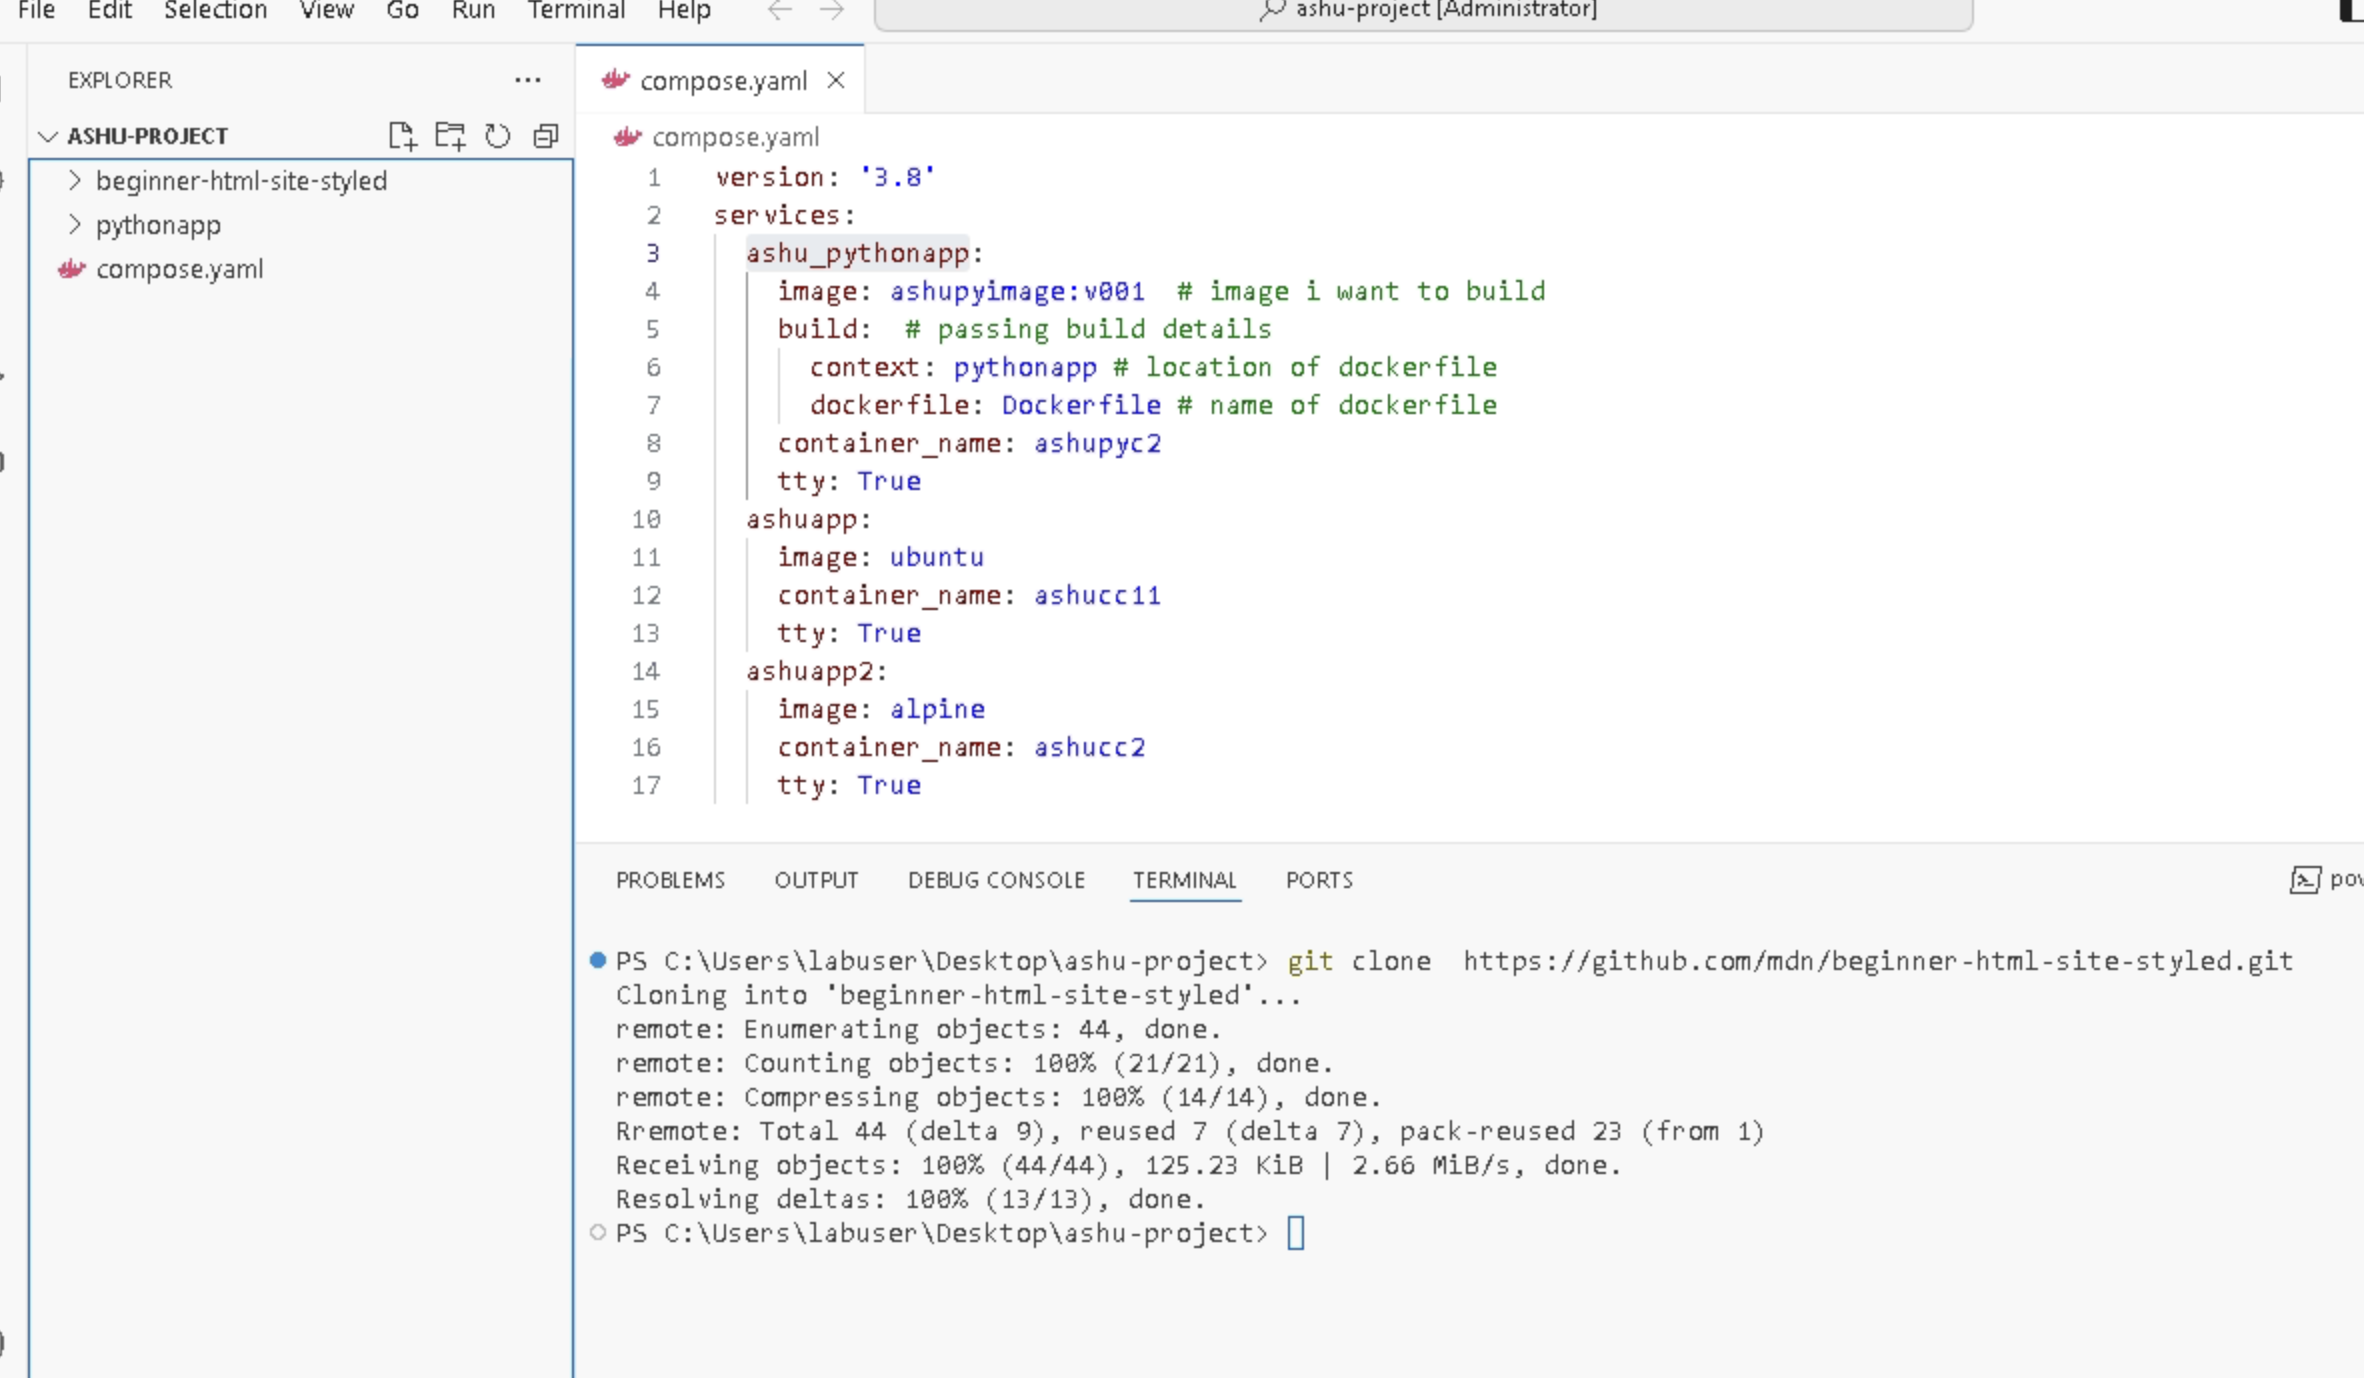 File Edit Selection View Go Run Terminal Help
ashu-project [Administrator]
EXPLORER
ASHU-PROJECT
beginner-html-site-styled
pythonapp
compose.yaml
compose.yaml
compose.yaml
1 version: '3.8'
2 services:
3 ashu_pythonapp:
4 image: ashupyimage:v001 # image i want to build
5 build: # passing build details
6 context: pythonapp # location of dockerfile
7 dockerfile: Dockerfile # name of dockerfile
8 container_name: ashupyc2
9 tty: True
10 ashuapp:
11 image: ubuntu
12 container_name: ashucc11
13 tty: True
14 ashuapp2:
15 image: alpine
16 container_name: ashucc2
17 tty: True
PROBLEMS OUTPUT DEBUG CONSOLE TERMINAL PORTS
PS C:\Users\labuser\Desktop\ashu-project> git clone https://github.com/mdn/beginner-html-site-styled.git
Cloning into 'beginner-html-site-styled'...
remote: Enumerating objects: 44, done.
remote: Counting objects: 100% (21/21), done.
remote: Compressing objects: 100% (14/14), done.
Rremote: Total 44 (delta 9), reused 7 (delta 7), pack-reused 23 (from 1)
Receiving objects: 100% (44/44), 125.23 KiB | 2.66 MiB/s, done.
Resolving deltas: 100% (13/13), done.
PS C:\Users\labuser\Desktop\ashu-project>